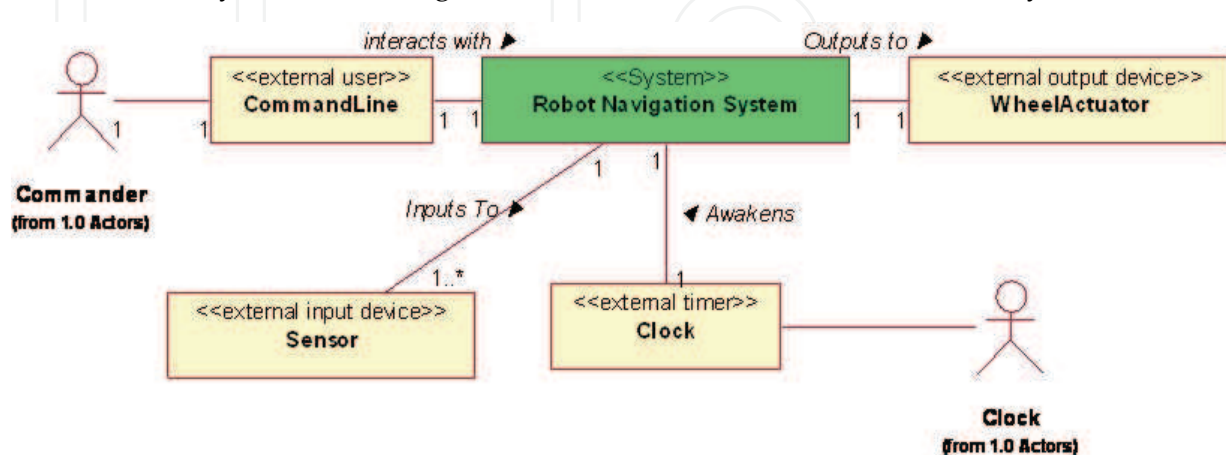 interacts with ▶
Outputs to ▶
<<external user>>
CommandLine
<<System>>
Robot Navigation System
<<external output device>>
WheelActuator
1
1
1
1
1
1
Commander
(from 1.0 Actors)
1
1
Inputs To ▶
◀ Awakens
1..*
1
<<external input device>>
Sensor
<<external timer>>
Clock
Clock
(from 1.0 Actors)